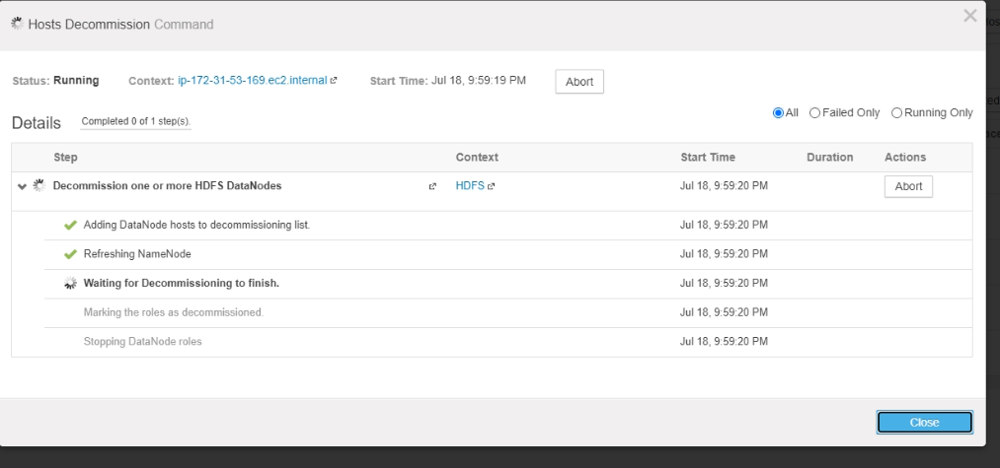 Hosts Decommission Command
Status: Running Context: ip-172-31-53-169.ec2.internal Start Time: Jul 18, 9:59:19 PM Abort
All Failed Only Running Only
Details Completed 0 of 1 step(s).
Step Context Start Time Duration Actions
Decommission one or more HDFS DataNodes HDFS Jul 18, 9:59:20 PM Abort
Adding DataNode hosts to decommissioning list. Jul 18, 9:59:20 PM
Refreshing NameNode Jul 18, 9:59:20 PM
Waiting for Decommissioning to finish. Jul 18, 9:59:20 PM
Marking the roles as decommissioned. Jul 18, 9:59:20 PM
Stopping DataNode roles Jul 18, 9:59:20 PM
Close